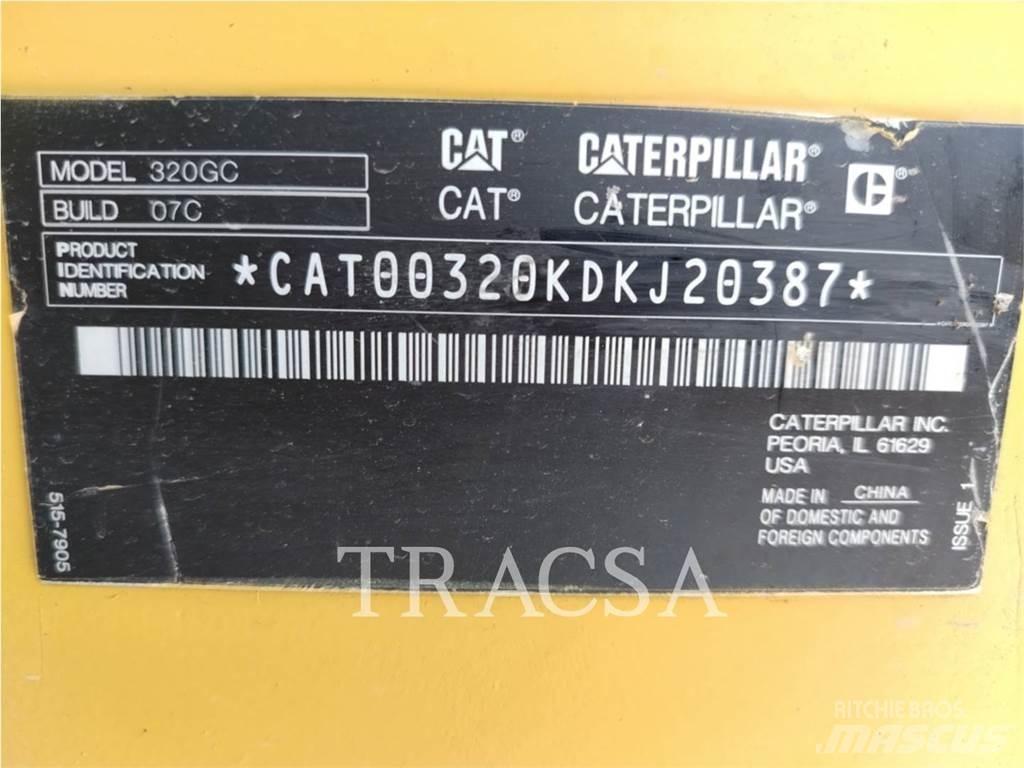 MODEL 320GC
BUILD 07C
CAT® CATERPILLAR®
CAT® CATERPILLAR® C®
PRODUCT
IDENTIFICATION
NUMBER
*CAT00320KDKJ20387*
CATERPILLAR INC.
PEORIA, IL 61629
USA
MADE IN CHINA
OF DOMESTIC AND
FOREIGN COMPONENTS
ISSUE 1
515-7905
TRACSA
RITCHIE BROS.
MASCUS